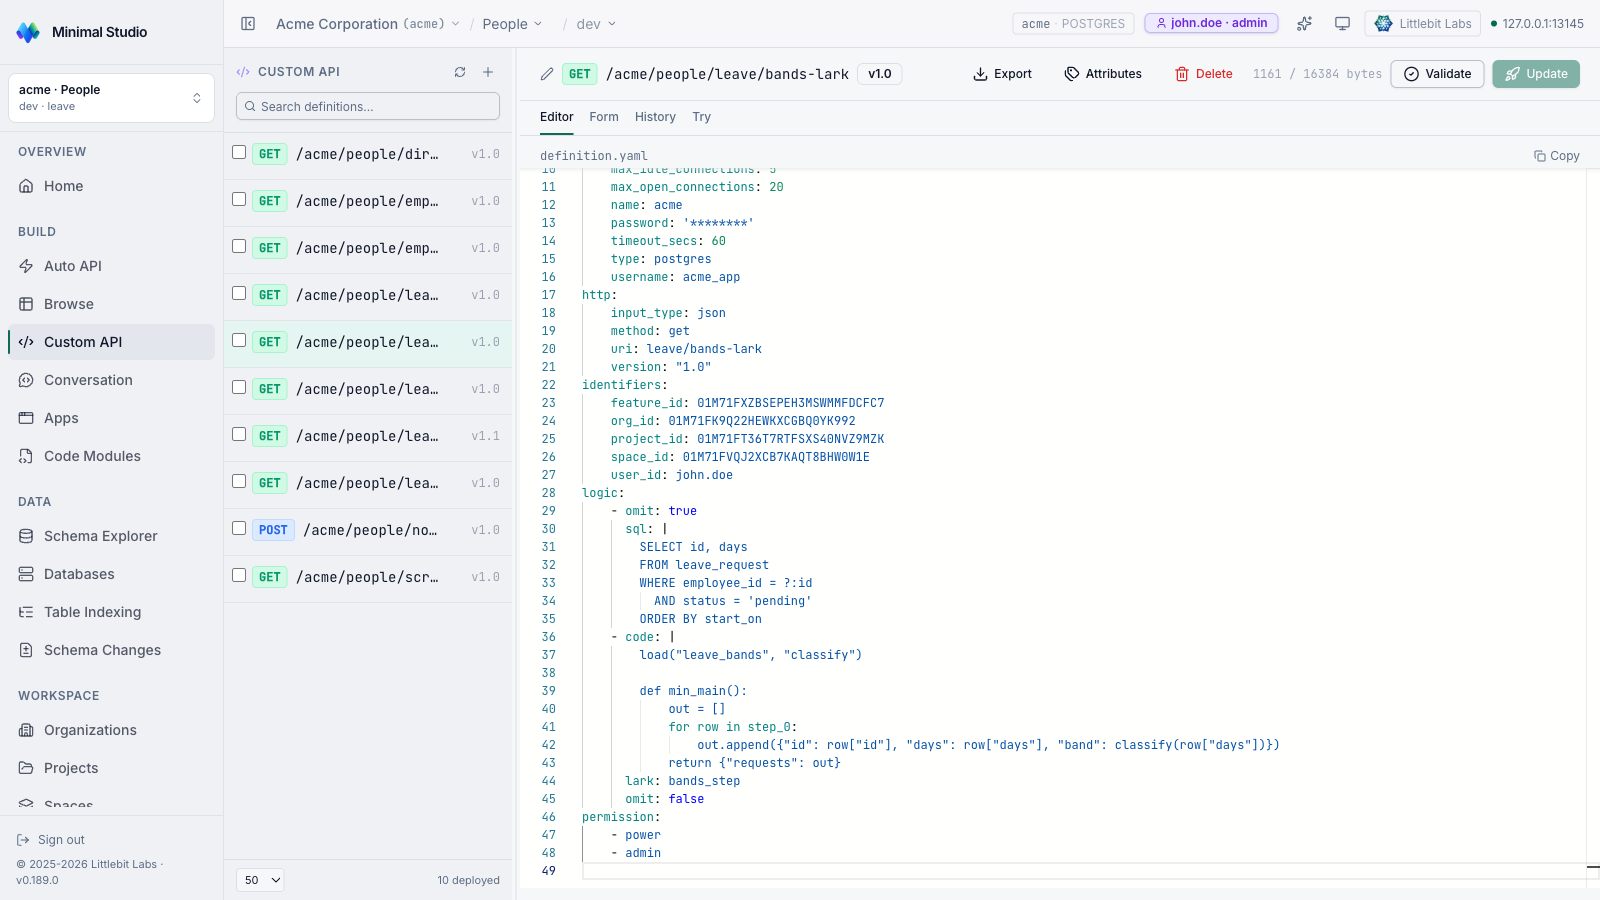 Minimal Studio
acme · People
dev · leave
OVERVIEW
Home
BUILD
Auto API
Browse
Custom API
Conversation
Apps
Code Modules
DATA
Schema Explorer
Databases
Table Indexing
Schema Changes
WORKSPACE
Organizations
Projects
Spaces
Sign out
© 2025-2026 Littlebit Labs ·
v0.189.0
Acme Corporation (acme) / People / dev
acme · POSTGRES
john.doe · admin
Littlebit Labs
127.0.0.1:13145
CUSTOM API
Search definitions...
GET /acme/people/dir… v1.0
GET /acme/people/emp… v1.0
GET /acme/people/emp… v1.0
GET /acme/people/lea… v1.0
GET /acme/people/lea… v1.0
GET /acme/people/lea… v1.0
GET /acme/people/lea… v1.1
GET /acme/people/lea… v1.0
POST /acme/people/no… v1.0
GET /acme/people/scr… v1.0
50
10 deployed
GET /acme/people/leave/bands-lark v1.0
Export
Attributes
Delete
1161 / 16384 bytes
Validate
Update
Editor Form History Try
definition.yaml
Copy
10 max_idle_connections: 5
11 max_open_connections: 20
12 name: acme
13 password: '********'
14 timeout_secs: 60
15 type: postgres
16 username: acme_app
17 http:
18 input_type: json
19 method: get
20 uri: leave/bands-lark
21 version: "1.0"
22 identifiers:
23 feature_id: 01M71FXZBSEPEH3MSWMMFDCFC7
24 org_id: 01M71FK9Q22HEWKXCGBQ0YK992
25 project_id: 01M71FT36T7RTFSXS40NVZ9MZK
26 space_id: 01M71FVQJ2XCB7KAQT8BHW0W1E
27 user_id: john.doe
28 logic:
29 - omit: true
30 sql: |
31 SELECT id, days
32 FROM leave_request
33 WHERE employee_id = ?:id
34 AND status = 'pending'
35 ORDER BY start_on
36 - code: |
37 load("leave_bands", "classify")
38
39 def min_main():
40 out = []
41 for row in step_0:
42 out.append({"id": row["id"], "days": row["days"], "band": classify(row["days"])})
43 return {"requests": out}
44 lark: bands_step
45 omit: false
46 permission:
47 - power
48 - admin
49